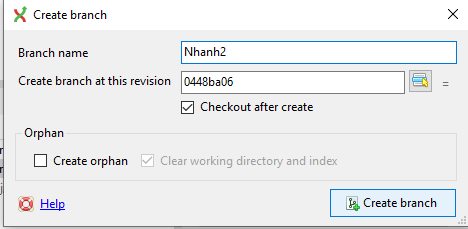 Create branch
Branch name
Nhanh2
Create branch at this revision
0448ba06
=
Checkout after create
Orphan
Create orphan
Clear working directory and index
Help
Create branch